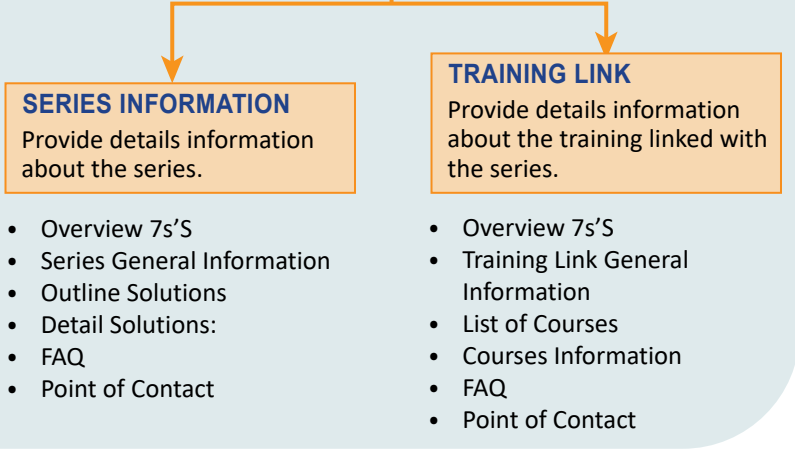 SERIES INFORMATION
Provide details information
about the series.
• Overview 7s’S
• Series General Information
• Outline Solutions
• Detail Solutions:
• FAQ
• Point of Contact
TRAINING LINK
Provide details information
about the training linked with
the series.
• Overview 7s’S
• Training Link General
Information
• List of Courses
• Courses Information
• FAQ
• Point of Contact